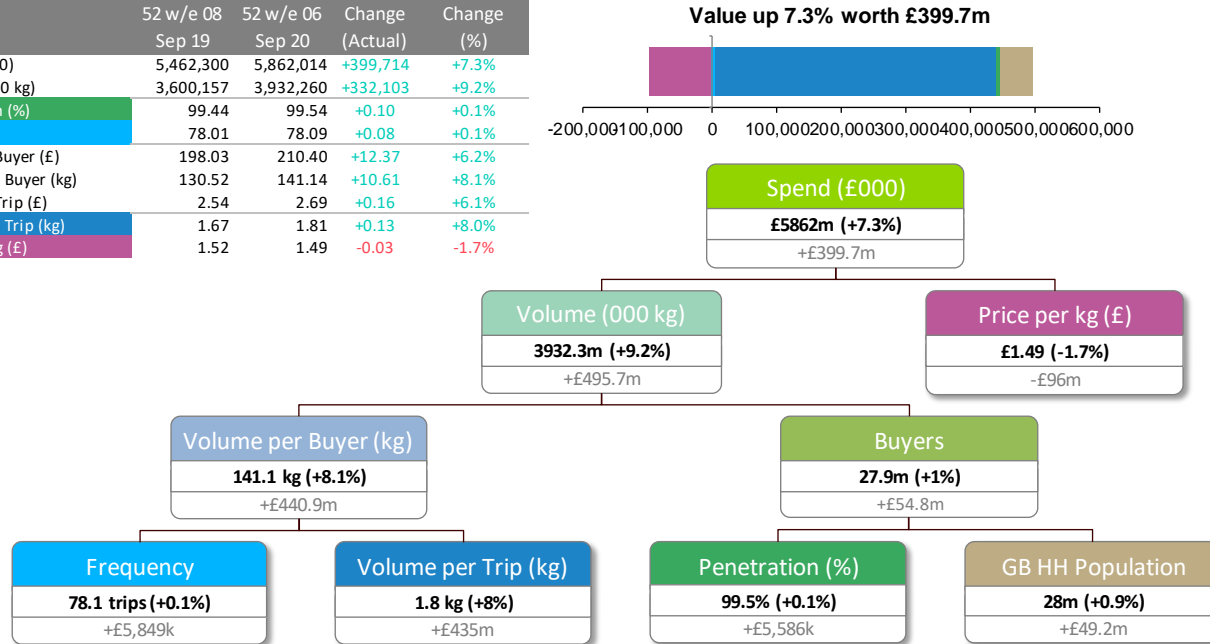 52 w/e 08 52 w/e 06 Change Change
Sep 19 Sep 20 (Actual) (%)
0) 5,462,300 5,862,014 +399,714 +7.3%
0 kg) 3,600,157 3,932,260 +332,103 +9.2%
(%) 99.44 99.54 +0.10 +0.1%
78.01 78.09 +0.08 +0.1%
Buyer (£) 198.03 210.40 +12.37 +6.2%
Buyer (kg) 130.52 141.14 +10.61 +8.1%
Trip (£) 2.54 2.69 +0.16 +6.1%
Trip (kg) 1.67 1.81 +0.13 +8.0%
(£) 1.52 1.49 -0.03 -1.7%
Value up 7.3% worth £399.7m
-200,000 -100,000 0 100,000 200,000 300,000 400,000 500,000 600,000
Spend (£000)
£5862m (+7.3%)
+£399.7m
Volume (000 kg)
3932.3m (+9.2%)
+£495.7m
Price per kg (£)
£1.49 (-1.7%)
-£96m
Volume per Buyer (kg)
141.1 kg (+8.1%)
+£440.9m
Buyers
27.9m (+1%)
+£54.8m
Frequency
78.1 trips (+0.1%)
+£5,849k
Volume per Trip (kg)
1.8 kg (+8%)
+£435m
Penetration (%)
99.5% (+0.1%)
+£5,586k
GB HH Population
28m (+0.9%)
+£49.2m